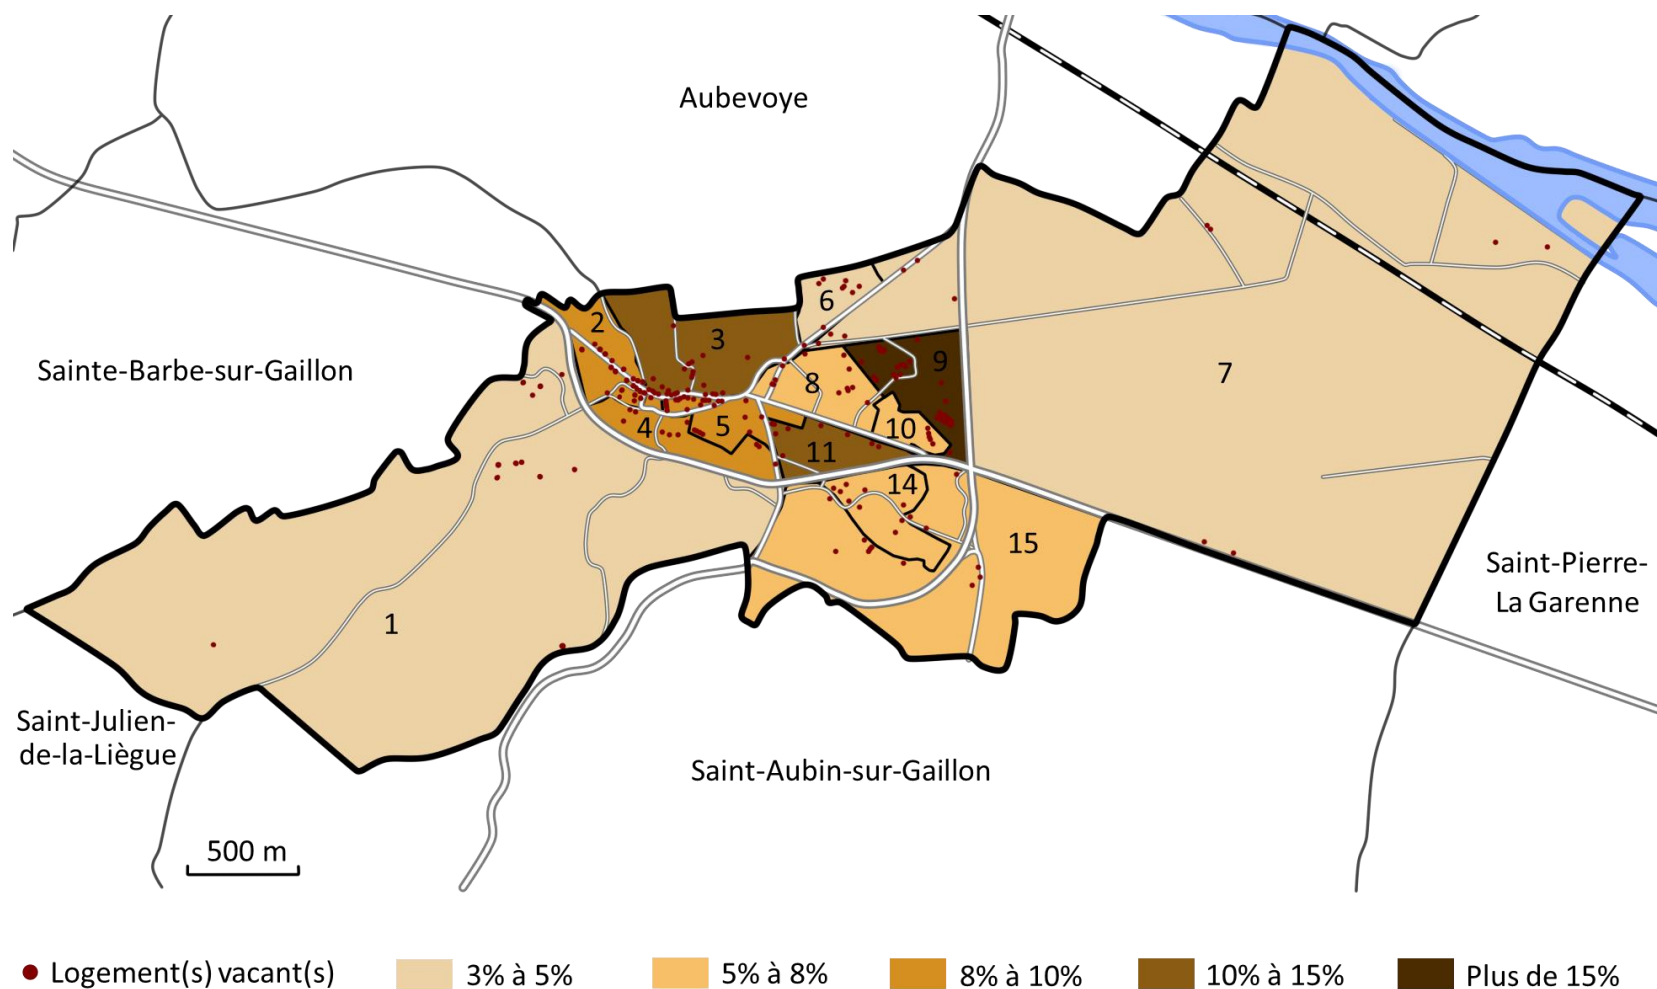 Aubevoye
6
2
3
9
Sainte-Barbe-sur-Gaillon
8
7
4
5
10
11
14
15
Saint-Pierre-
La Garenne
1
Saint-Julien-
de-la-Liègue
Saint-Aubin-sur-Gaillon
500 m
Logement(s) vacant(s)
3% à 5%
5% à 8%
8% à 10%
10% à 15%
Plus de 15%